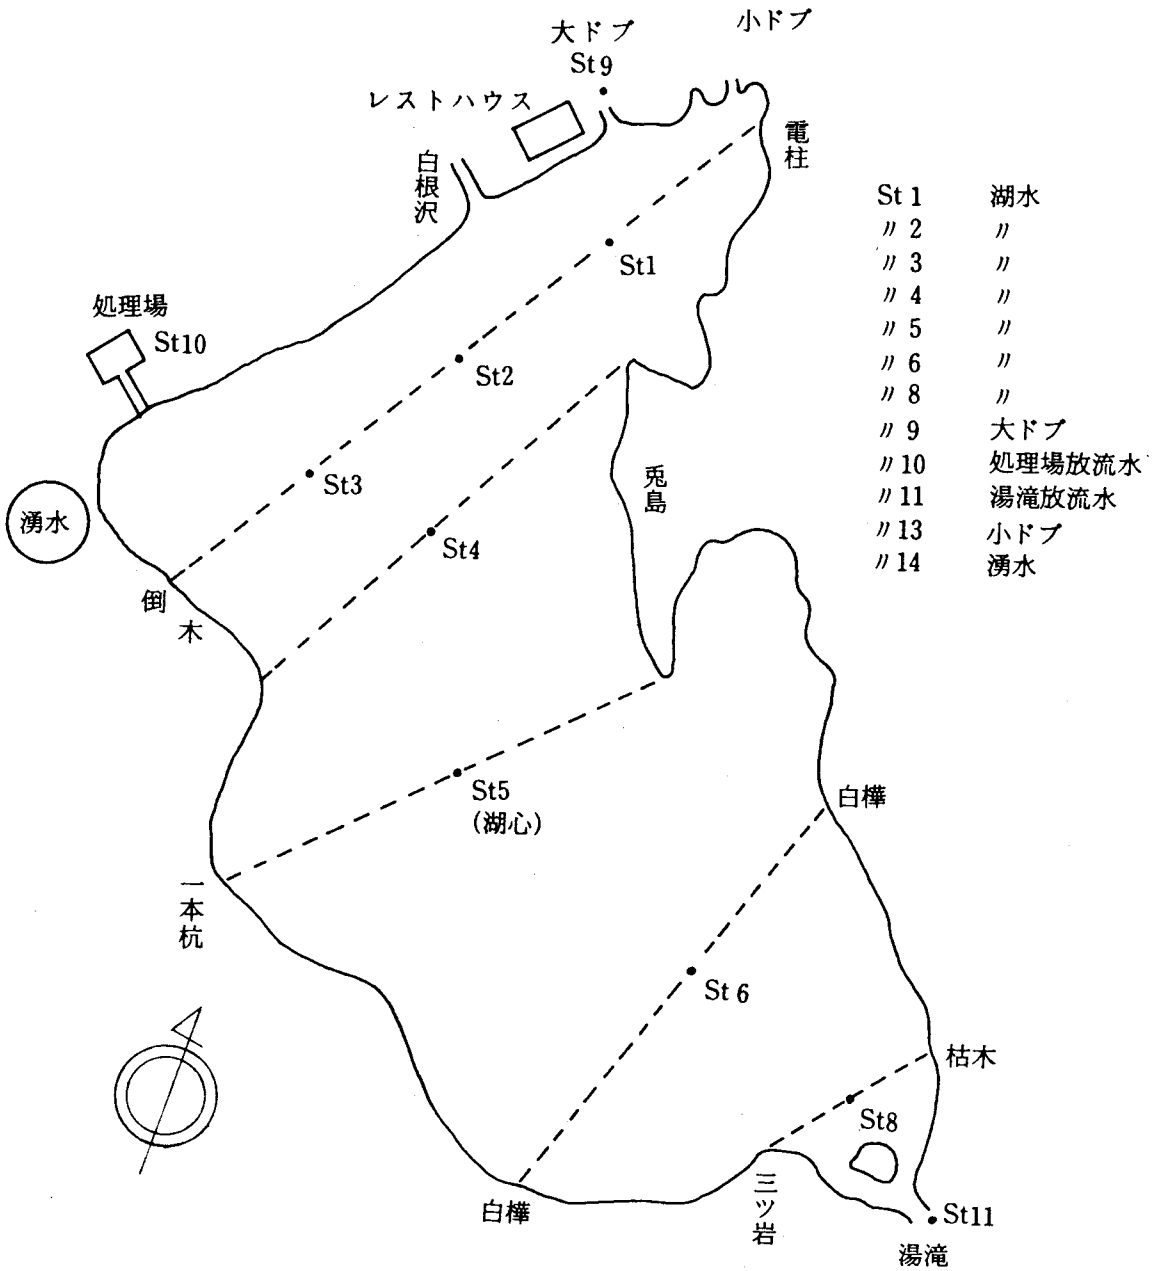 小ドブ
大ドブ
St 9
レストハウス
電柱
白根沢
St1
処理場
St10
St2
St3
兎島
湧水
St4
倒木
St5
(湖心)
白樺
一本杭
St 6
枯木
St8
三ツ岩
白樺
St11
湯滝
St 1 湖水
〃 2 〃
〃 3 〃
〃 4 〃
〃 5 〃
〃 6 〃
〃 8 〃
〃 9 大ドブ
〃10 処理場放流水
〃11 湯滝放流水
〃13 小ドブ
〃14 湧水